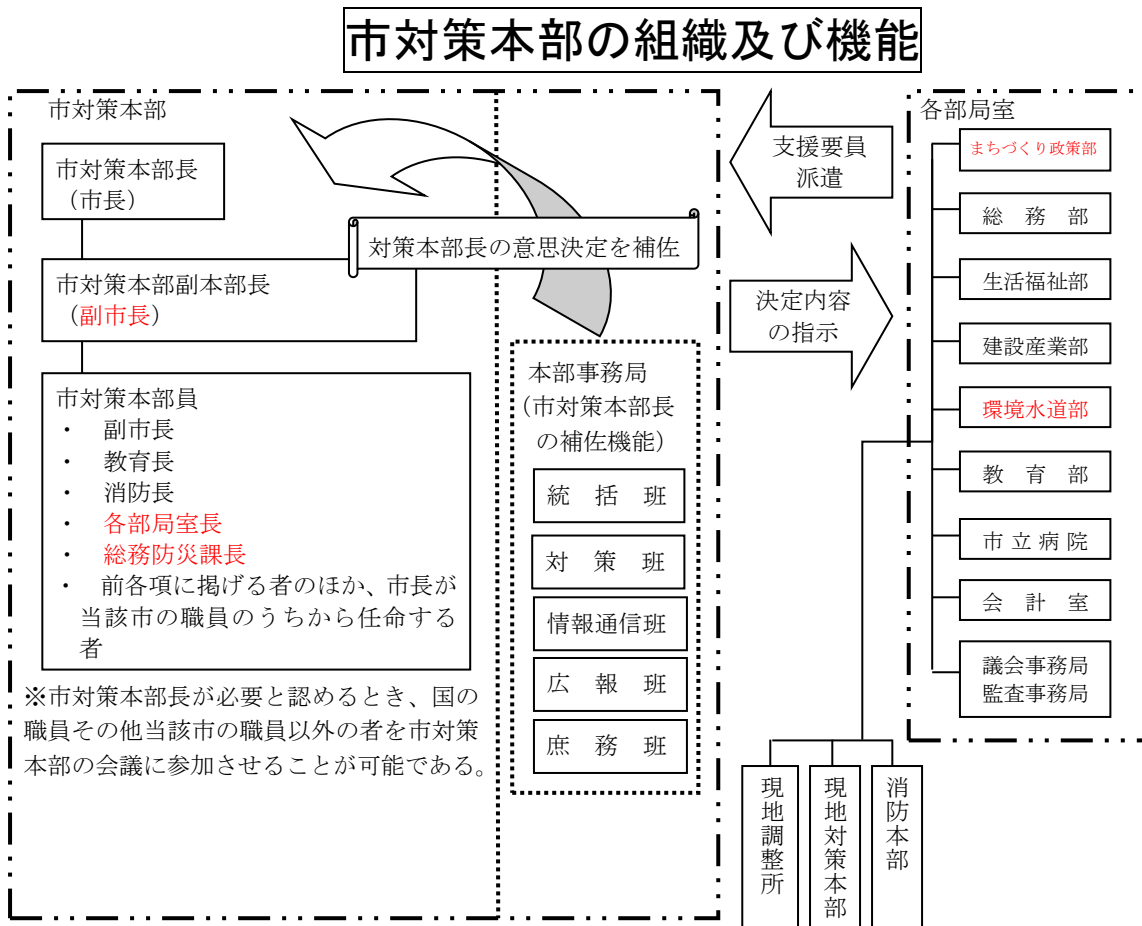 市対策本部の組織及び機能
市対策本部
市対策本部長
（市長）
市対策本部副本部長
（副市長）
市対策本部員
・　副市長
・　教育長
・　消防長
・　各部局室長
・　総務防災課長
・　前各項に掲げる者のほか、市長が
当該市の職員のうちから任命する
者
※市対策本部長が必要と認めるとき、国の
職員その他当該市の職員以外の者を市対策
本部の会議に参加させることが可能である。
対策本部長の意思決定を補佐
本部事務局
（市対策本部長
の補佐機能）
統　括　班
対　策　班
情報通信班
広　報　班
庶　務　班
支援要員
派遣
決定内容
の指示
各部局室
まちづくり政策部
総　務　部
生活福祉部
建設産業部
環境水道部
教　育　部
市 立 病 院
会　計　室
議会事務局
監査事務局
現地調整所
現地対策本部
消防本部